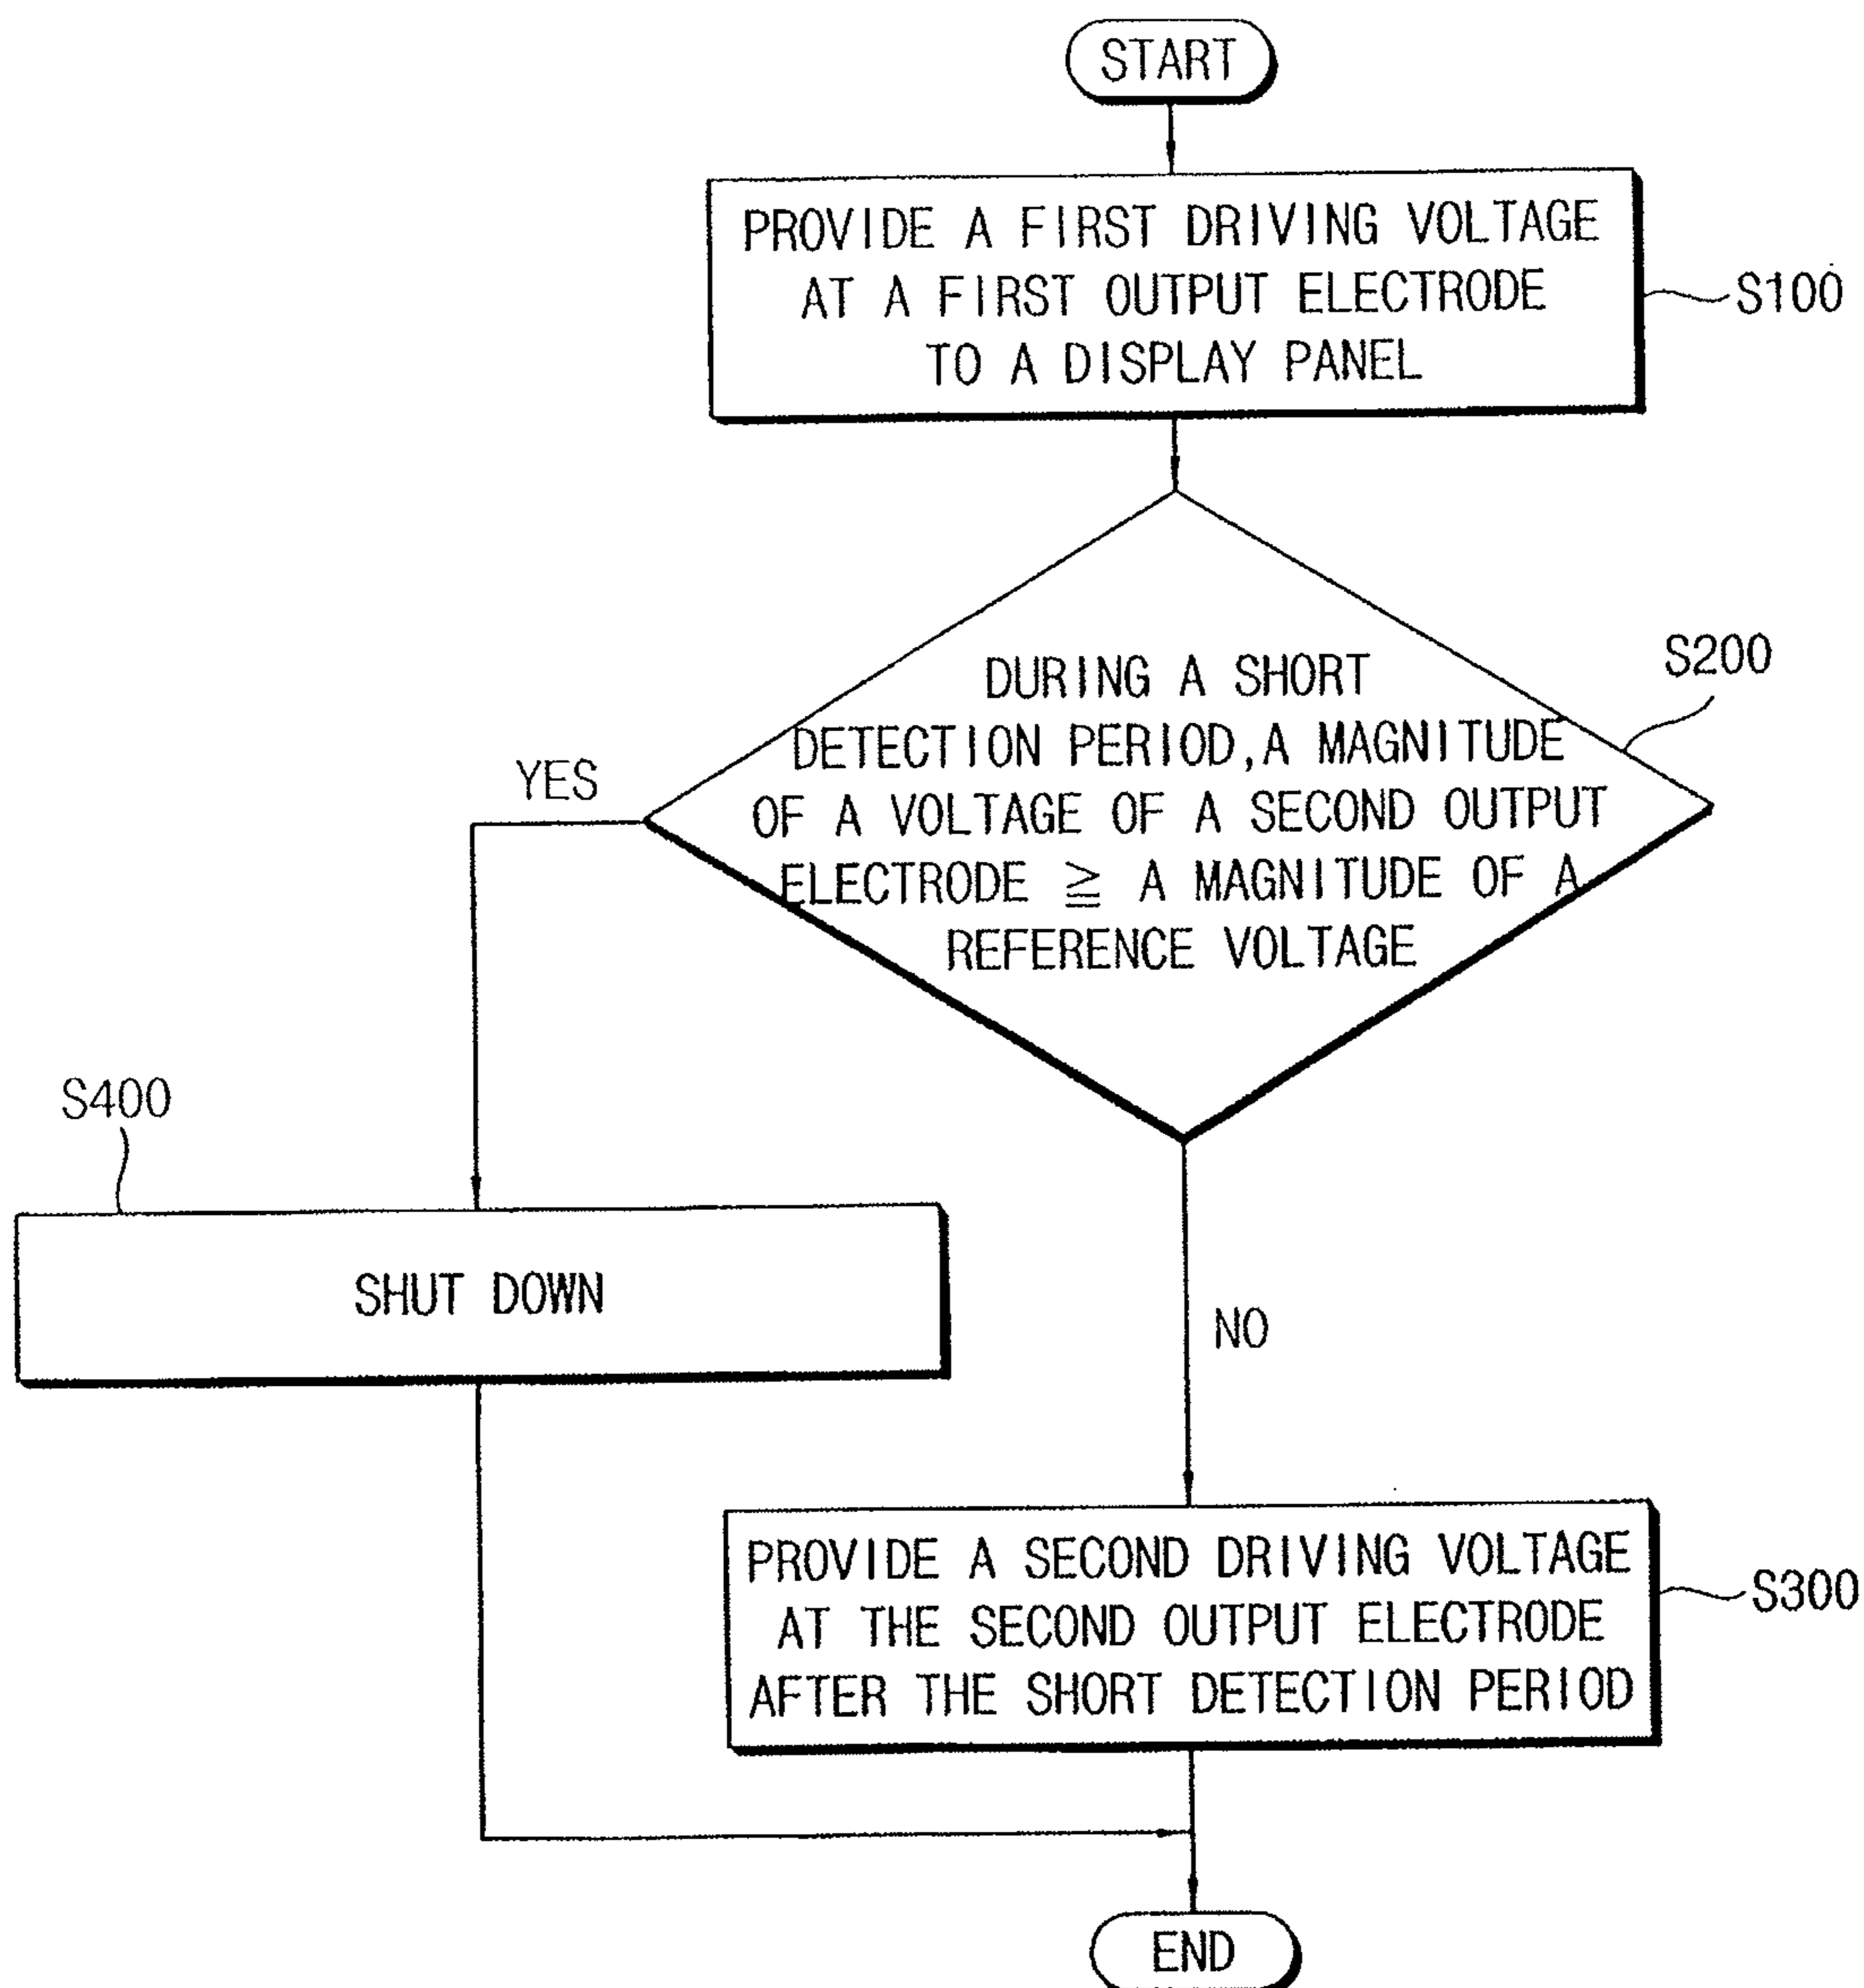 START
PROVIDE A FIRST DRIVING VOLTAGE
AT A FIRST OUTPUT ELECTRODE
TO A DISPLAY PANEL
S100
DURING A SHORT
DETECTION PERIOD, A MAGNITUDE
OF A VOLTAGE OF A SECOND OUTPUT
ELECTRODE ≧ A MAGNITUDE OF A
REFERENCE VOLTAGE
S200
YES
S400
SHUT DOWN
NO
PROVIDE A SECOND DRIVING VOLTAGE
AT THE SECOND OUTPUT ELECTRODE
AFTER THE SHORT DETECTION PERIOD
S300
END